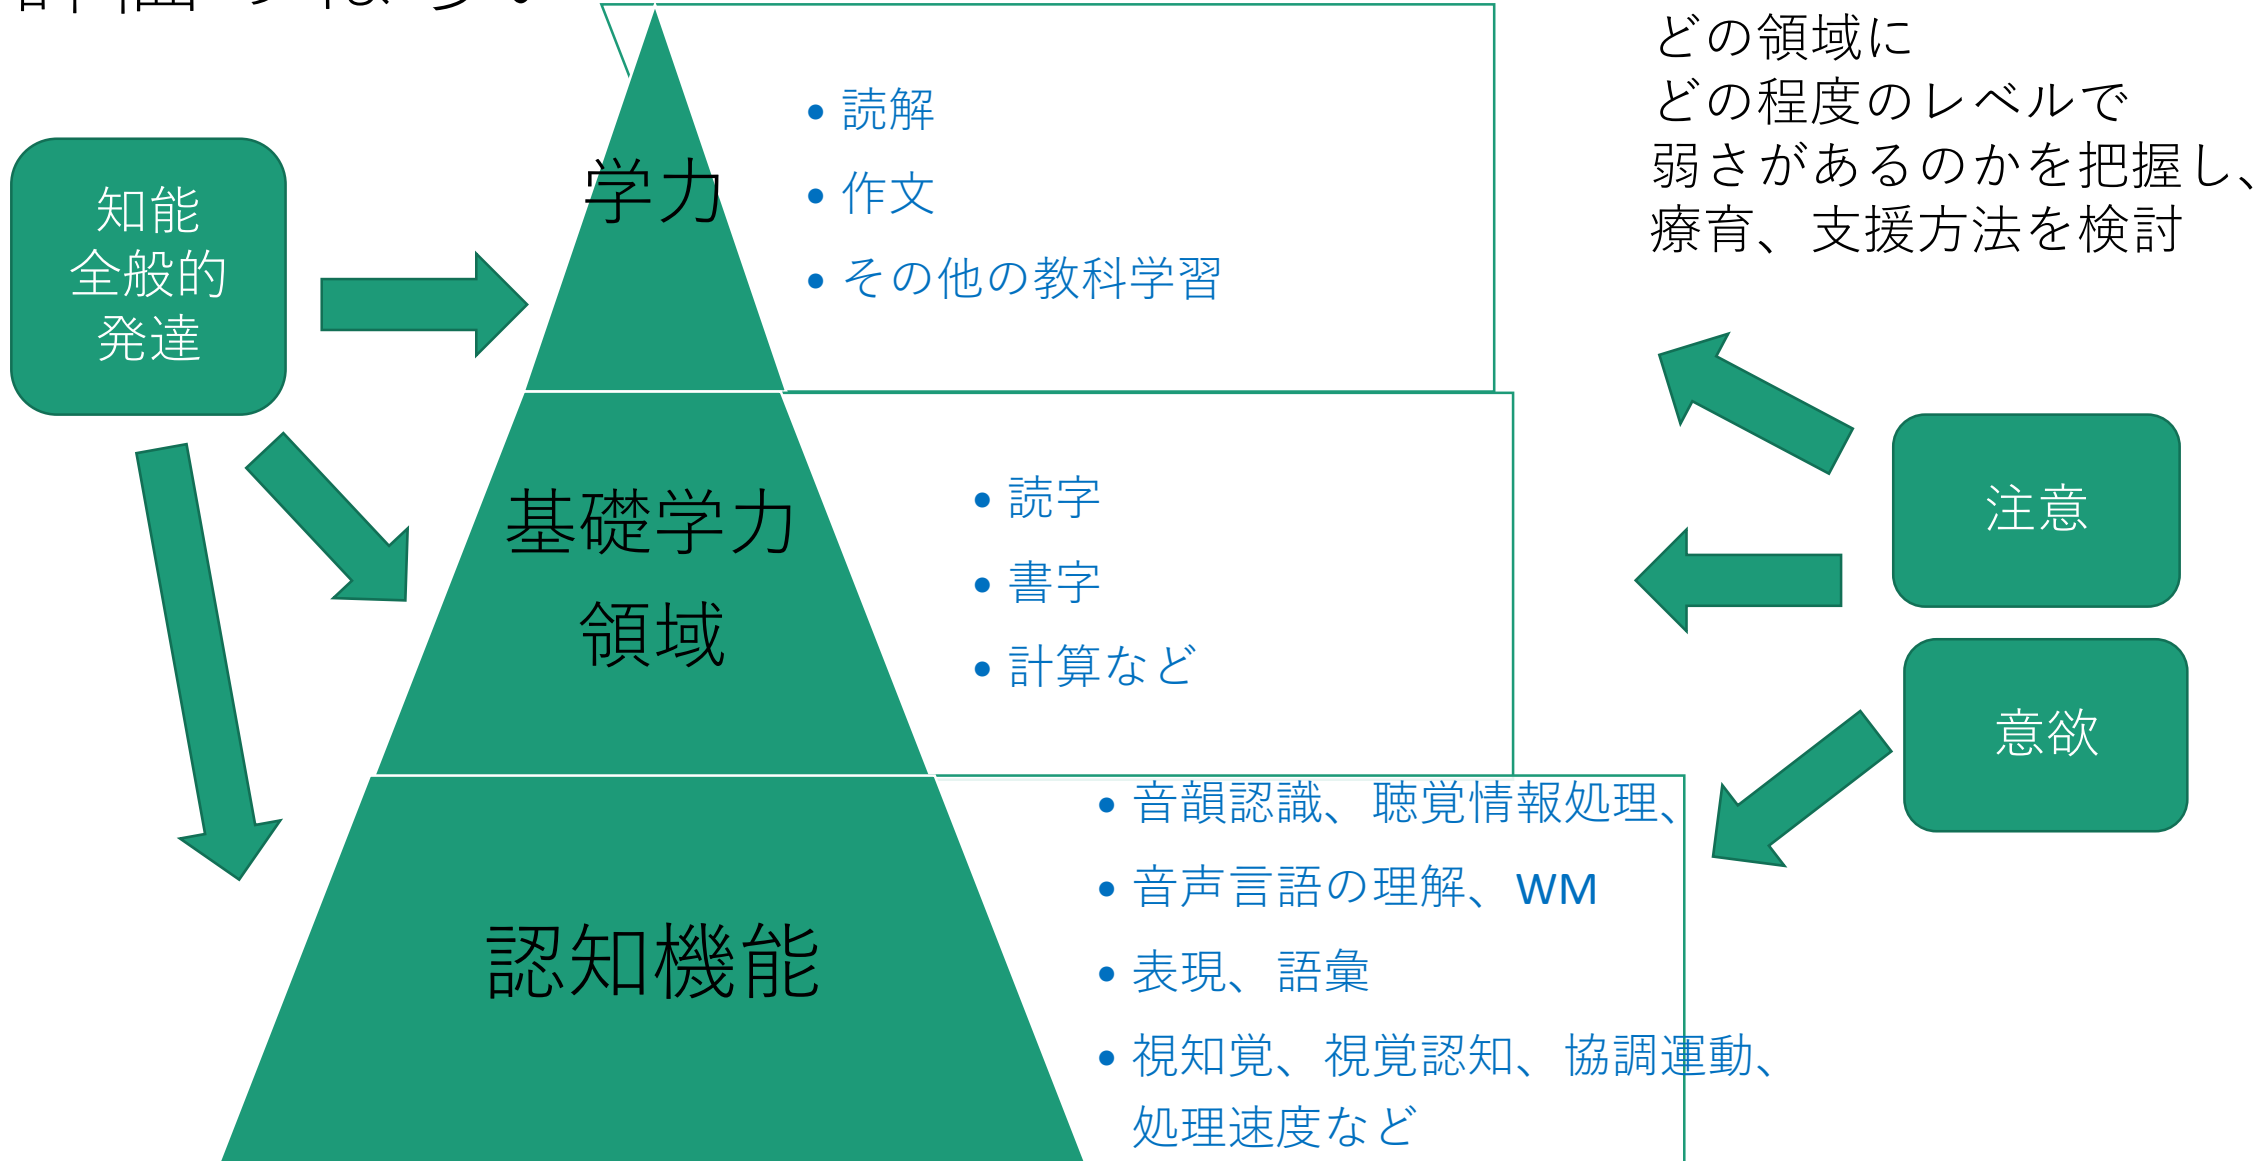 どの領域に
どの程度のレベルで
弱さがあるのかを把握し、
療育、支援方法を検討
知能
全般的
発達
学力
• 読解
• 作文
• その他の教科学習
基礎学力
領域
• 読字
• 書字
• 計算など
注意
意欲
認知機能
• 音韻認識、聴覚情報処理、
• 音声言語の理解、WM
• 表現、語彙
• 視知覚、視覚認知、協調運動、
処理速度など